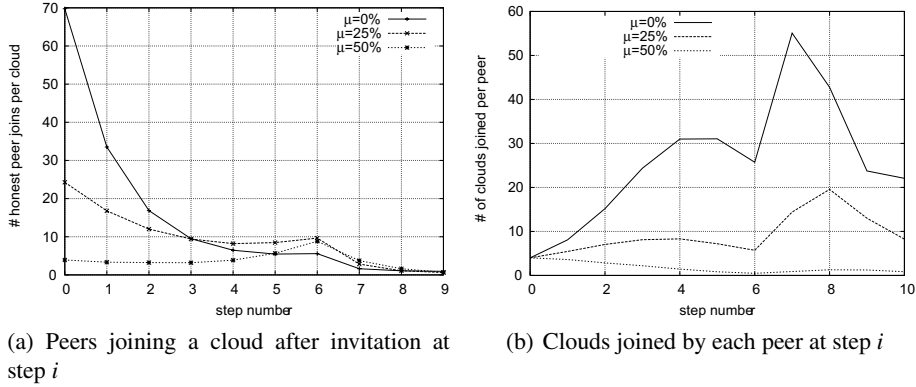 70
60
50
40
30
20
10
0
# honest peer joins per cloud
μ=0%
μ=25%
μ=50%
0 1 2 3 4 5 6 7 8 9
step number
(a) Peers joining a cloud after invitation at
step i
60
50
40
30
20
10
0
# of clouds joined per peer
μ=0%
μ=25%
μ=50%
0 2 4 6 8 10
step number
(b) Clouds joined by each peer at step i